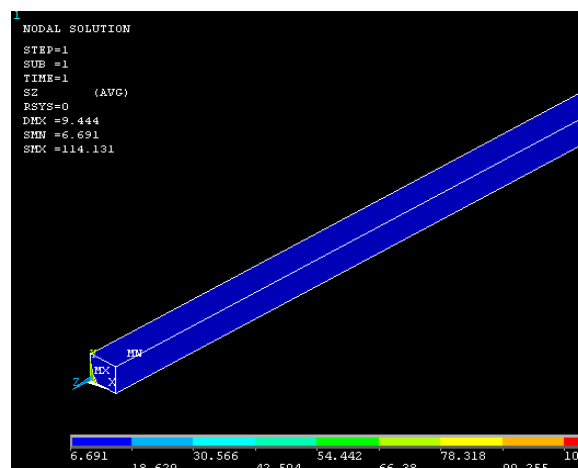 1
NODAL SOLUTION
STEP=1
SUB =1
TIME=1
SZ (AVG)
RSYS=0
DMX =9.444
SMN =6.691
SMX =114.131
Y MN
MX
Z X
6.691 30.566 54.442 78.318 10
18.629 42.504 66.38 90.255